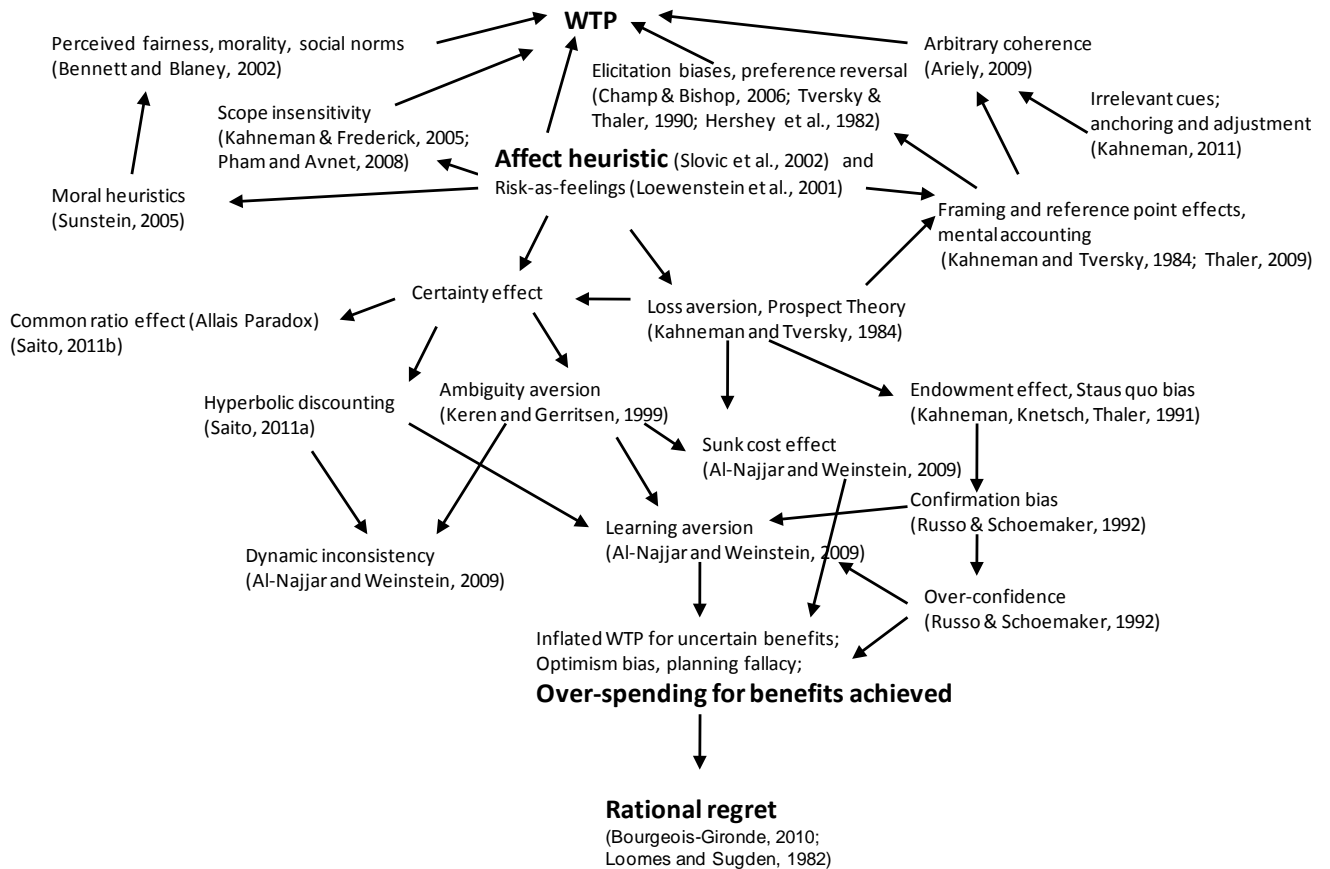 WTP
Perceived fairness, morality, social norms
(Bennett and Blaney, 2002)
Arbitrary coherence
(Ariely, 2009)
Elicitation biases, preference reversal
(Champ & Bishop, 2006; Tversky &
Thaler, 1990; Hershey et al., 1982)
Irrelevant cues;
anchoring and adjustment
(Kahneman, 2011)
Scope insensitivity
(Kahneman & Frederick, 2005;
Pham and Avnet, 2008)
Affect heuristic (Slovic et al., 2002) and
Risk-as-feelings (Loewenstein et al., 2001)
Moral heuristics
(Sunstein, 2005)
Framing and reference point effects,
mental accounting
(Kahneman and Tversky, 1984; Thaler, 2009)
Certainty effect
Loss aversion, Prospect Theory
(Kahneman and Tversky, 1984)
Common ratio effect (Allais Paradox)
(Saito, 2011b)
Hyperbolic discounting
(Saito, 2011a)
Ambiguity aversion
(Keren and Gerritsen, 1999)
Endowment effect, Staus quo bias
(Kahneman, Knetsch, Thaler, 1991)
Sunk cost effect
(Al-Najjar and Weinstein, 2009)
Confirmation bias
(Russo & Schoemaker, 1992)
Learning aversion
(Al-Najjar and Weinstein, 2009)
Dynamic inconsistency
(Al-Najjar and Weinstein, 2009)
Over-confidence
(Russo & Schoemaker, 1992)
Inflated WTP for uncertain benefits;
Optimism bias, planning fallacy;
Over-spending for benefits achieved
Rational regret
(Bourgeois-Gironde, 2010;
Loomes and Sugden, 1982)